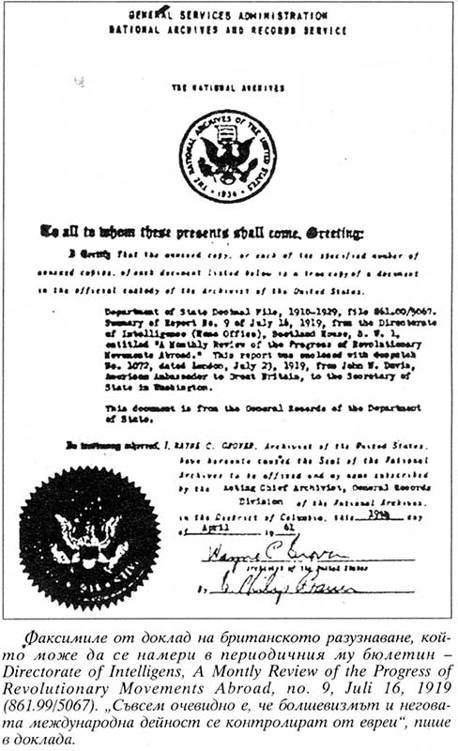 GENERAL SERVICES ADMINISTRATION
NATIONAL ARCHIVES AND RECORDS SERVICE
THE NATIONAL ARCHIVES
THE NATIONAL ARCHIVES OF THE UNITED STATES
1934
To all to whom these presents shall come, Greeting:
I Certify That the annexed copy, or each of the specified number of
annexed copies, of each document listed below is a true copy of a document
in the official custody of the Archivist of the United States.
Department of State Decimal File, 1910-1929, file 861.00/5067.
Summary of Report No. 9 of July 16, 1919, from the Directorate
of Intelligence (Home Office), Scotland House, S. W. 1,
entitled "A Monthly Review of the Progress of Revolutionary
Movements Abroad." This report was enclosed with despatch
No. 1072, dated London, July 23, 1919, from John W. Davis,
American Ambassador to Great Britain, to the Secretary of
State in Washington.
This document is from the General Records of the Department
of State.
In testimony whereof, I, WAYNE C. GROVER, Archivist of the United States,
have hereunto caused the Seal of the National
Archives to be affixed and my name subscribed
by the Acting Chief Archivist, General Records
Division of the National Archives,
in the District of Columbia, this 19th day
of April 1961
Wayne C Grover
Archivist of the United States
By
Факсимиле от доклад на британското разузнаване, кой-
то може да се намери в периодичния му бюлетин –
Directorate of Intelligens, A Montly Review of the Progress of
Revolutionary Movements Abroad, no. 9, Juli 16, 1919
(861.99/5067). „Съвсем очевидно е, че болшевизмът и негова-
та международна дейност се контролират от евреи“, пише
в доклада.